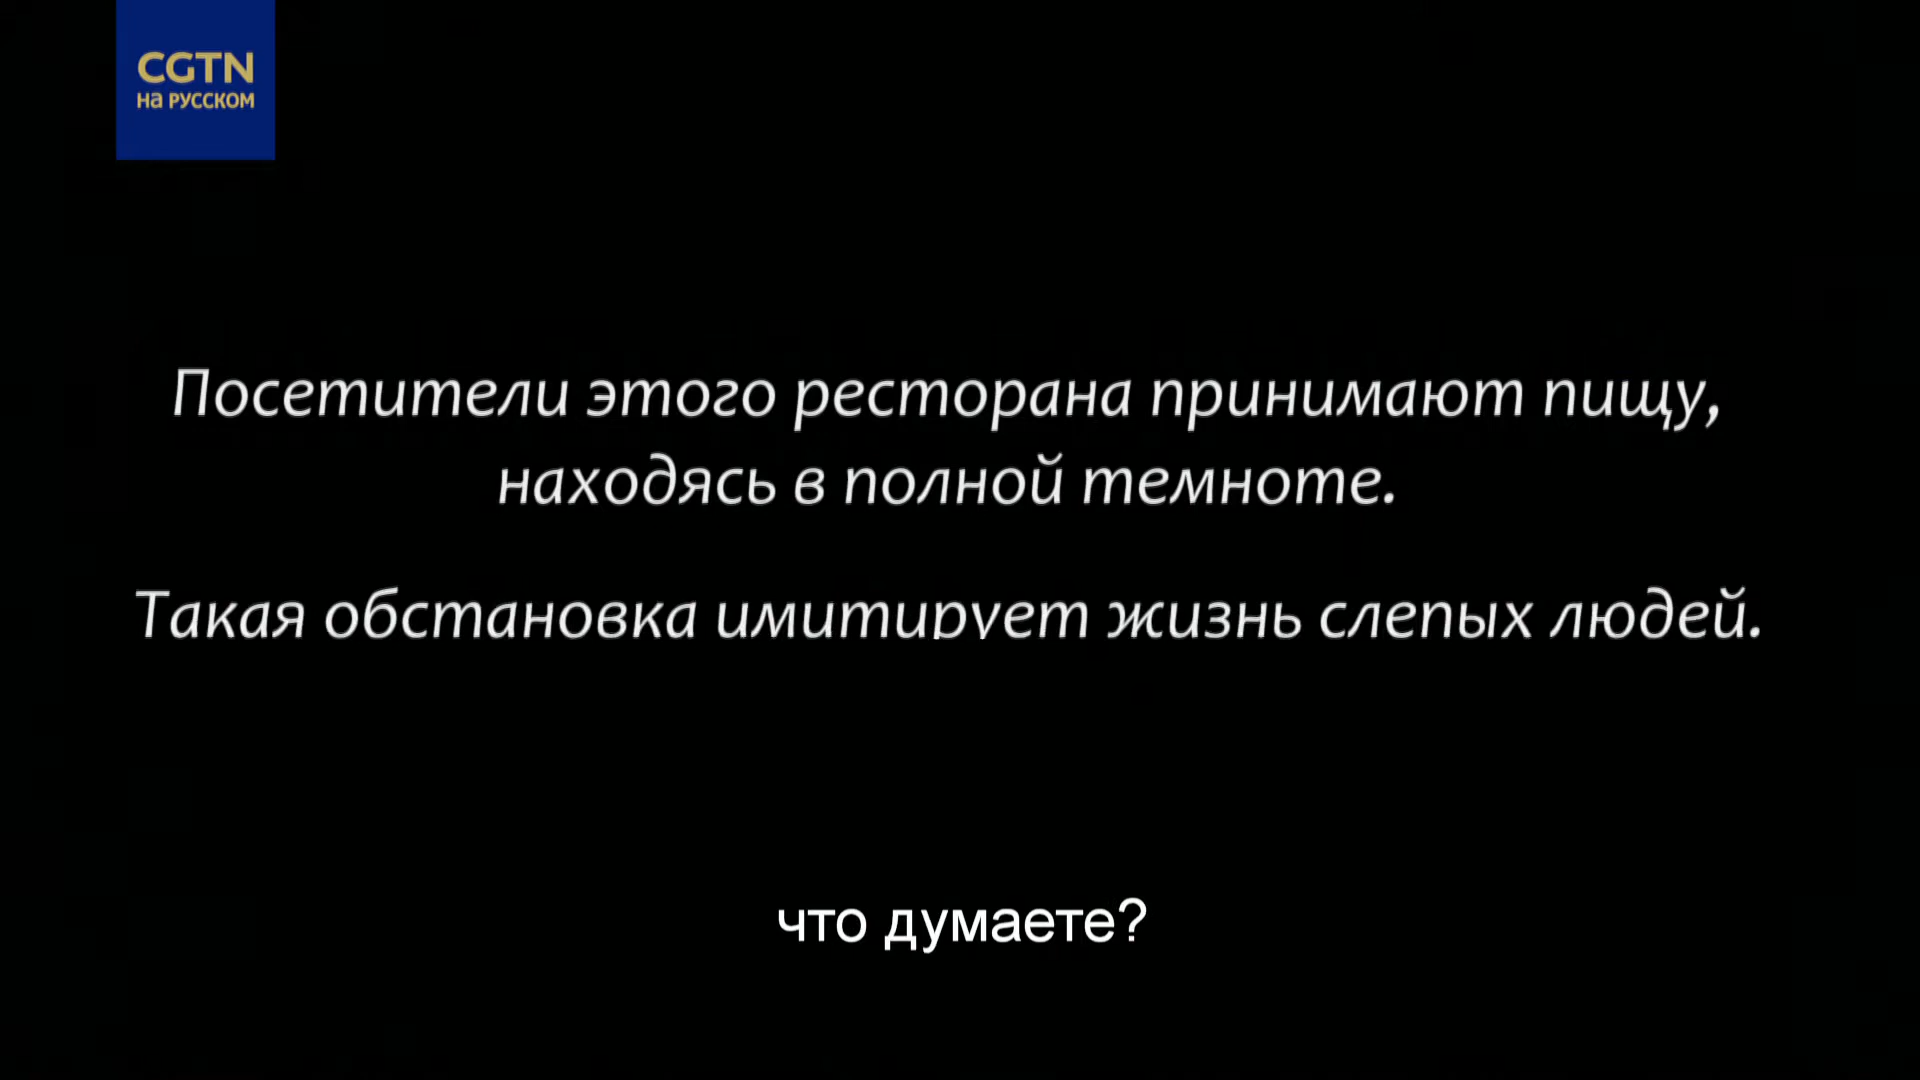 CGTN
на русском
Посетители этого ресторана принимают пищу,
находясь в полной темноте.
Такая обстановка имитирует жизнь слепых людей.
что думаете?